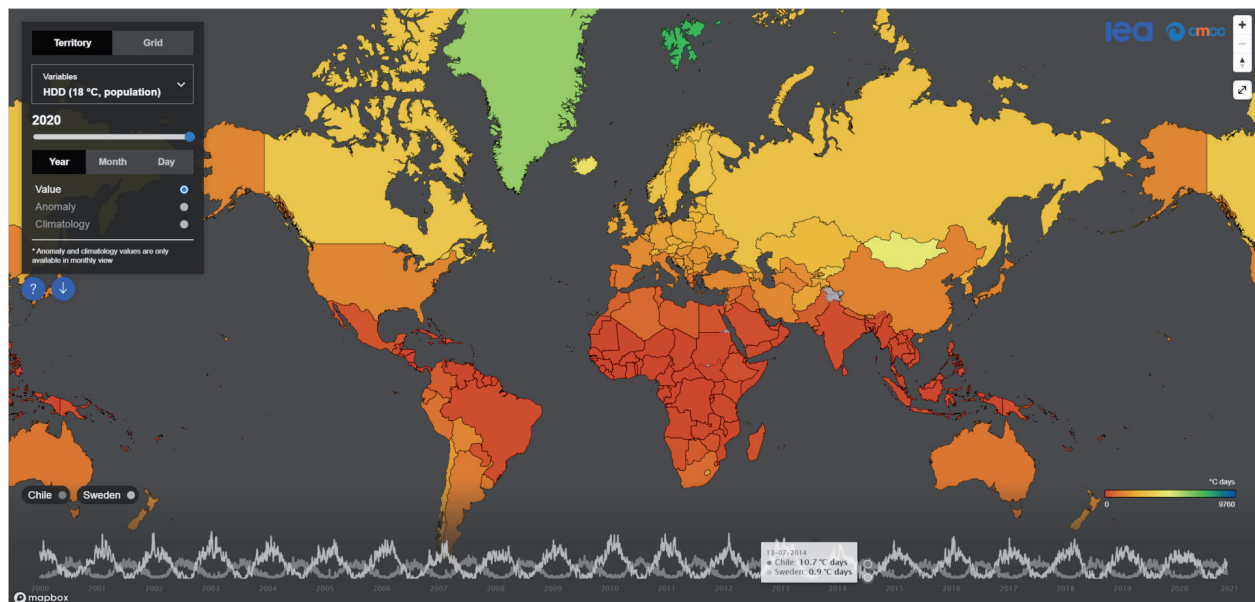 Territory Grid
Variables
HDD (18 °C, population)
2020
Year Month Day
Value
Anomaly
Climatology
* Anomaly and climatology values are only
available in monthly view
?
iea cmcc
+
−
°C days
0 9760
Chile Sweden
13-07-2014
Chile: 10.7 °C days
Sweden: 0.9 °C days
2000 2001 2002 2003 2004 2005 2006 2007 2008 2009 2010 2011 2012 2013 2014 2015 2016 2017 2018 2019 2020 2021
mapbox